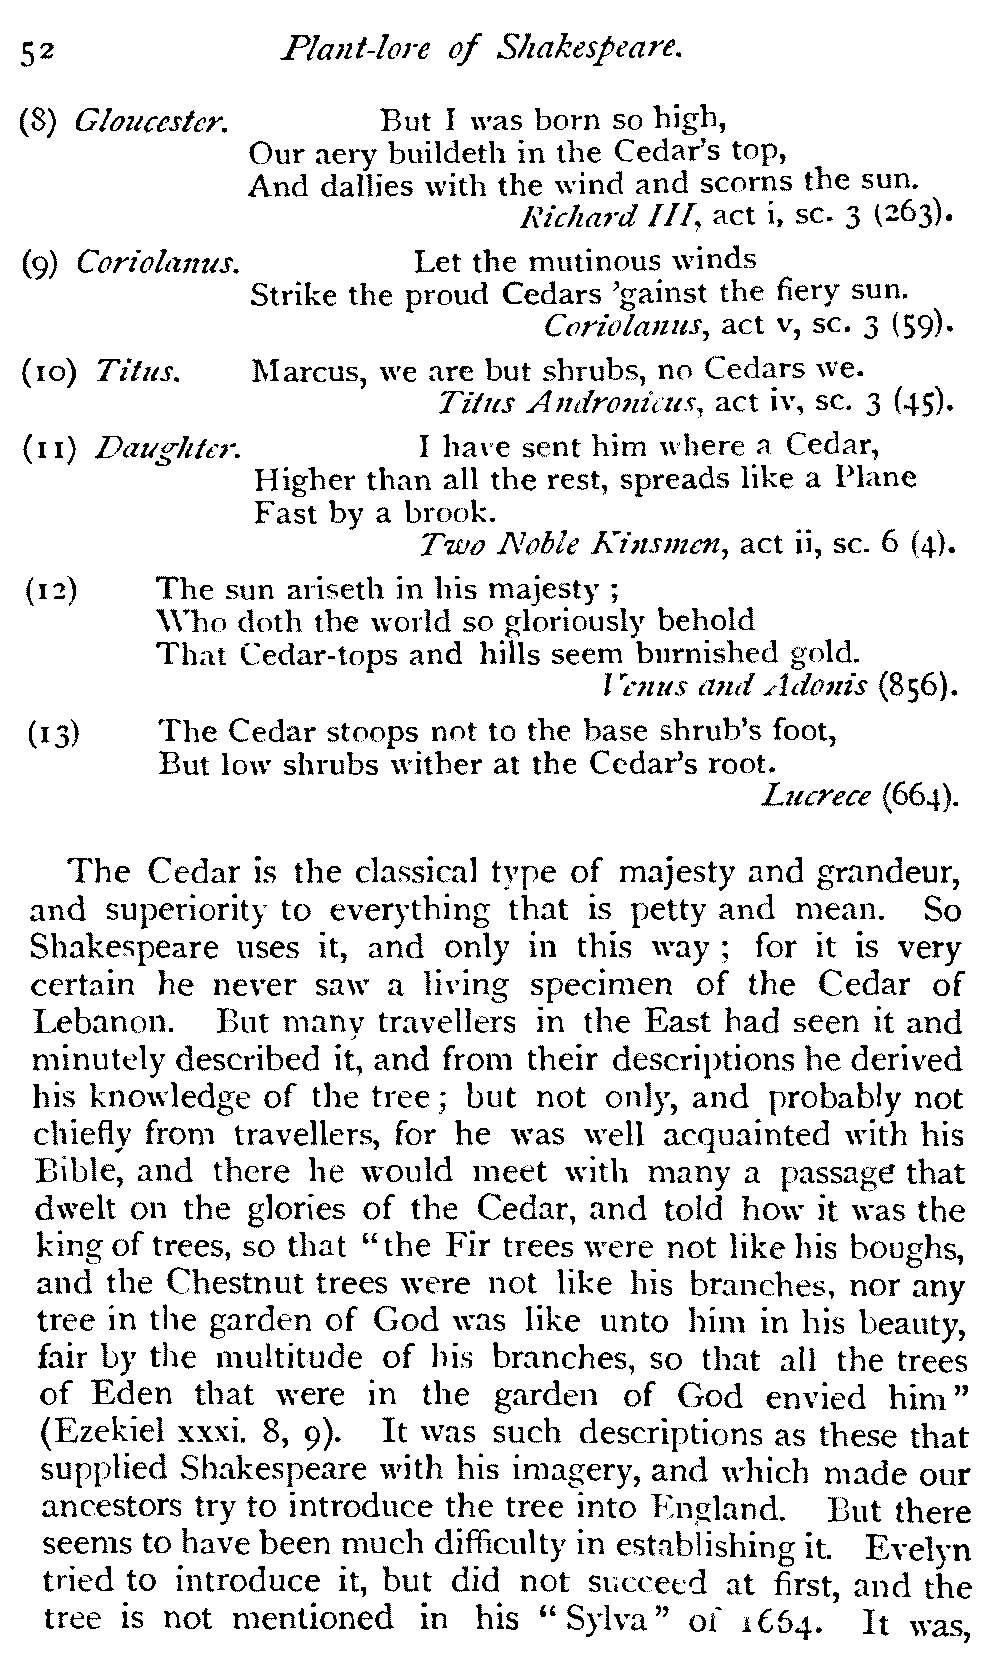 52 Plant-lore of Shakespeare.
(8) Gloucester. But I was born so high,
Our aery buildeth in the Cedar's top,
And dallies with the wind and scorns the sun.
Richard III, act i, sc. 3 (263).
(9) Coriolanus. Let the mutinous winds
Strike the proud Cedars 'gainst the fiery sun.
Coriolanus, act v, sc. 3 (59).
(10) Titus. Marcus, we are but shrubs, no Cedars we.
Titus Andronicus, act iv, sc. 3 (45).
(11) Daughter. I have sent him where a Cedar,
Higher than all the rest, spreads like a Plane
Fast by a brook.
Two Noble Kinsmen, act ii, sc. 6 (4).
(12) The sun ariseth in his majesty ;
Who doth the world so gloriously behold
That Cedar-tops and hills seem burnished gold.
Venus and Adonis (856).
(13) The Cedar stoops not to the base shrub's foot,
But low shrubs wither at the Cedar's root.
Lucrece (664).
The Cedar is the classical type of majesty and grandeur,
and superiority to everything that is petty and mean. So
Shakespeare uses it, and only in this way ; for it is very
certain he never saw a living specimen of the Cedar of
Lebanon. But many travellers in the East had seen it and
minutely described it, and from their descriptions he derived
his knowledge of the tree ; but not only, and probably not
chiefly from travellers, for he was well acquainted with his
Bible, and there he would meet with many a passage that
dwelt on the glories of the Cedar, and told how it was the
king of trees, so that "the Fir trees were not like his boughs,
and the Chestnut trees were not like his branches, nor any
tree in the garden of God was like unto him in his beauty,
fair by the multitude of his branches, so that all the trees
of Eden that were in the garden of God envied him"
(Ezekiel xxxi. 8, 9). It was such descriptions as these that
supplied Shakespeare with his imagery, and which made our
ancestors try to introduce the tree into England. But there
seems to have been much difficulty in establishing it. Evelyn
tried to introduce it, but did not succeed at first, and the
tree is not mentioned in his "Sylva" of 1664. It was,